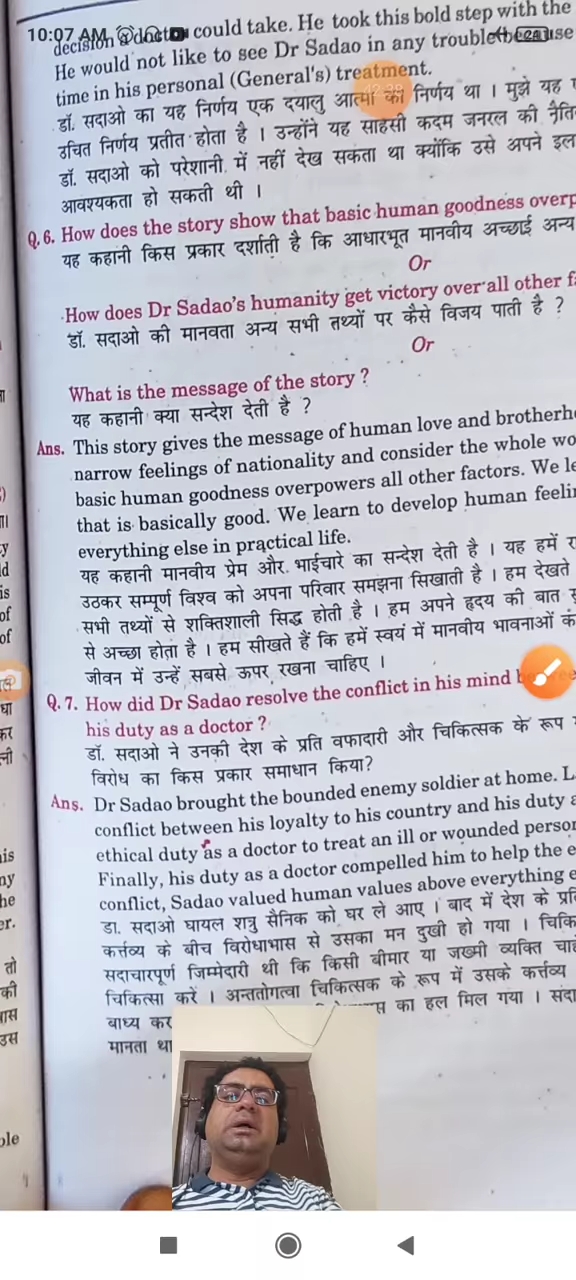 10:07 AM
24
decision a doctor could take. He took this bold step with the
He would not like to see Dr Sadao in any trouble because
time in his personal (General's) treatment.
डॉ. सदाओ का यह निर्णय एक दयालु आत्मा का निर्णय था । मुझे यह
उचित निर्णय प्रतीत होता है । उन्होंने यह साहसी कदम जनरल की
डॉ. सदाओ को परेशानी में नहीं देख सकता था क्योंकि उसे अपने
आवश्यकता हो सकती थी ।
Q. 6. How does the story show that basic human goodness
यह कहानी किस प्रकार दर्शाती है कि आधारभूत मानवीय अच्छाई अन्य
Or
How does Dr Sadao's humanity get victory over all other
डॉ. सदाओ की मानवता अन्य सभी तथ्यों पर कैसे विजय पाती है ?
Or
What is the message of the story ?
यह कहानी क्या सन्देश देती है ?
Ans. This story gives the message of human love and
narrow feelings of nationality and consider the whole
basic human goodness overpowers all other factors. We
that is basically good. We learn to develop human
everything else in practical life.
यह कहानी मानवीय प्रेम और भाईचारे का सन्देश देती है । यह हमें
उठकर सम्पूर्ण विश्व को अपना परिवार समझना सिखाती है । हम देखते
सभी तथ्यों से शक्तिशाली सिद्ध होती है । हम अपने हृदय की बात
से अच्छा होता है । हम सीखते हैं कि हमें स्वयं में मानवीय भावनाओं
जीवन में उन्हें सबसे ऊपर रखना चाहिए ।
Q. 7. How did Dr Sadao resolve the conflict in his mind
his duty as a doctor ?
डॉ. सदाओ ने उनकी देश के प्रति वफादारी और चिकित्सक के रूप
विरोध का किस प्रकार समाधान किया?
Ans. Dr Sadao brought the bounded enemy soldier at home.
conflict between his loyalty to his country and his duty
ethical duty as a doctor to treat an ill or wounded
Finally, his duty as a doctor compelled him to help the
conflict, Sadao valued human values above everything
डा. सदाओ घायल शत्रु सैनिक को घर ले आए । बाद में देश के
कर्त्तव्य के बीच विरोधाभास से उसका मन दुखी हो गया ।
सदाचारपूर्ण जिम्मेदारी थी कि किसी बीमार या जख्मी व्यक्ति
चिकित्सा करें । अन्ततोगत्वा चिकित्सक के रूप में उसके कर्त्तव्य
बाध्य कर का हल मिल गया ।
मानता था